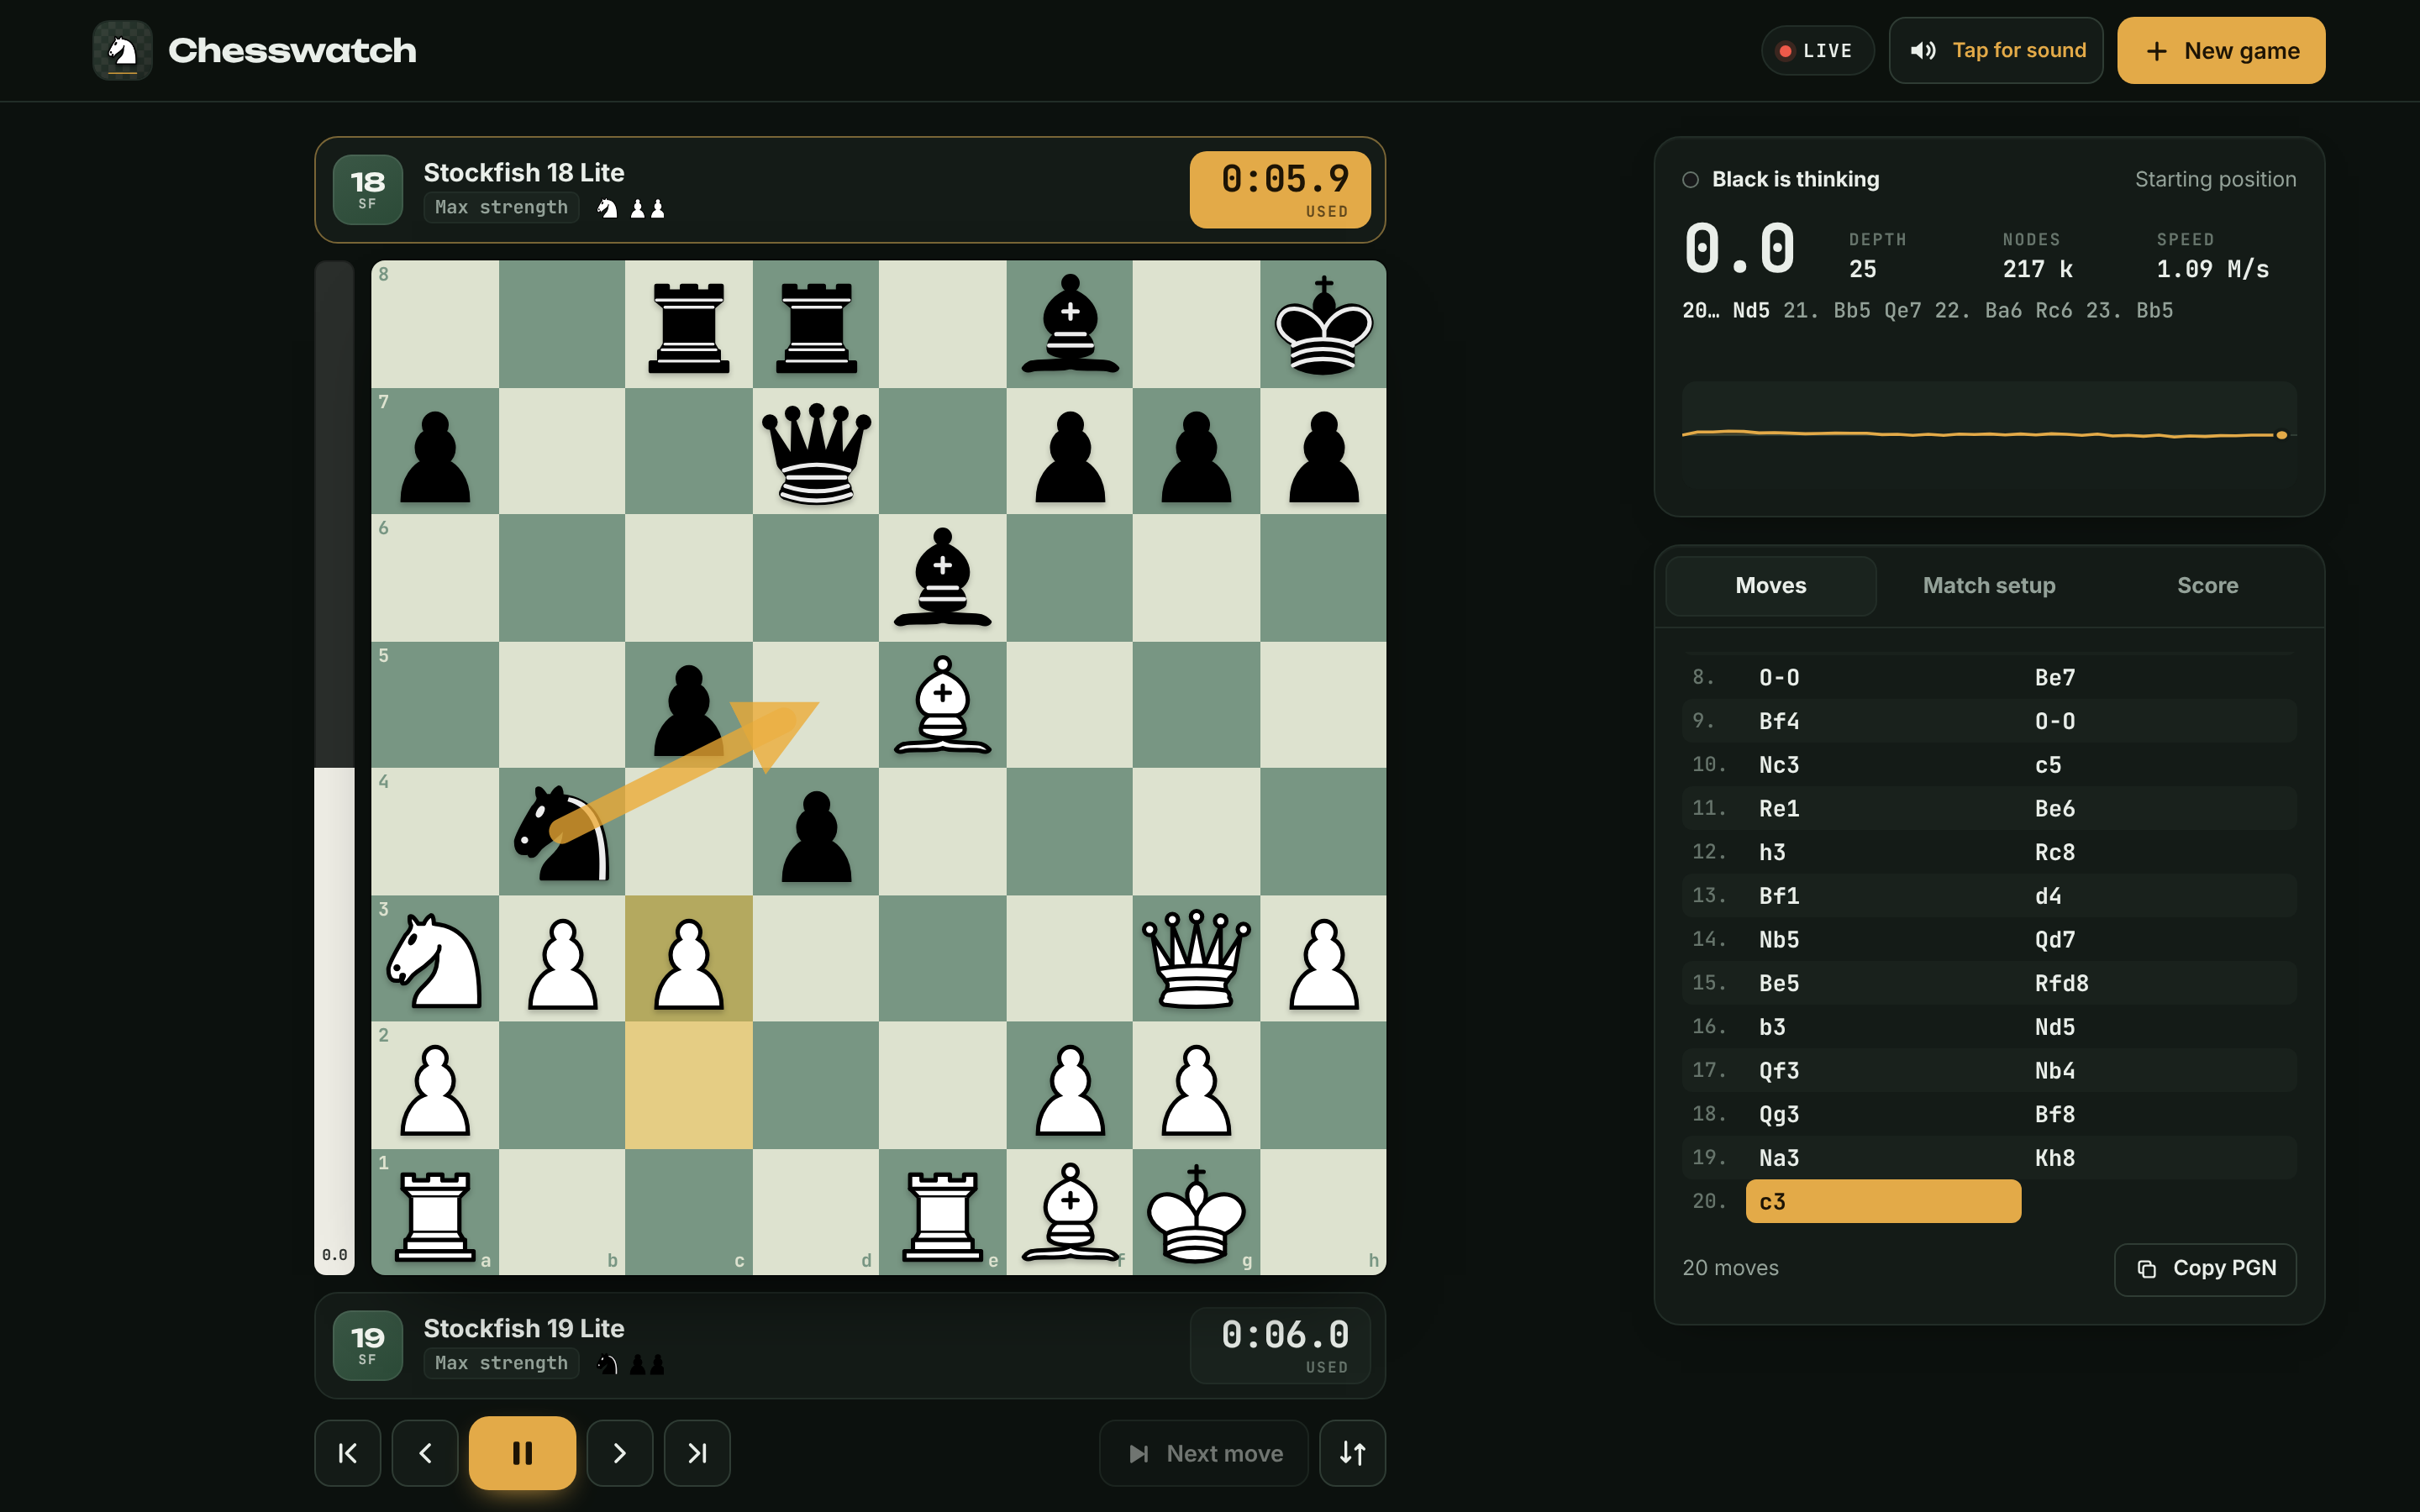 Chesswatch
LIVE
Tap for sound
New game
18
SF
Stockfish 18 Lite
Max strength
0:05.9
USED
8
7
6
5
4
3
2
1
a
b
c
d
e
f
g
h
0.0
19
SF
Stockfish 19 Lite
Max strength
0:06.0
USED
Next move
Black is thinking
Starting position
0.0
DEPTH
25
NODES
217 k
SPEED
1.09 M/s
20… Nd5 21. Bb5 Qe7 22. Ba6 Rc6 23. Bb5
Moves
Match setup
Score
8. O-O Be7
9. Bf4 O-O
10. Nc3 c5
11. Re1 Be6
12. h3 Rc8
13. Bf1 d4
14. Nb5 Qd7
15. Be5 Rfd8
16. b3 Nd5
17. Qf3 Nb4
18. Qg3 Bf8
19. Na3 Kh8
20. c3
20 moves
Copy PGN